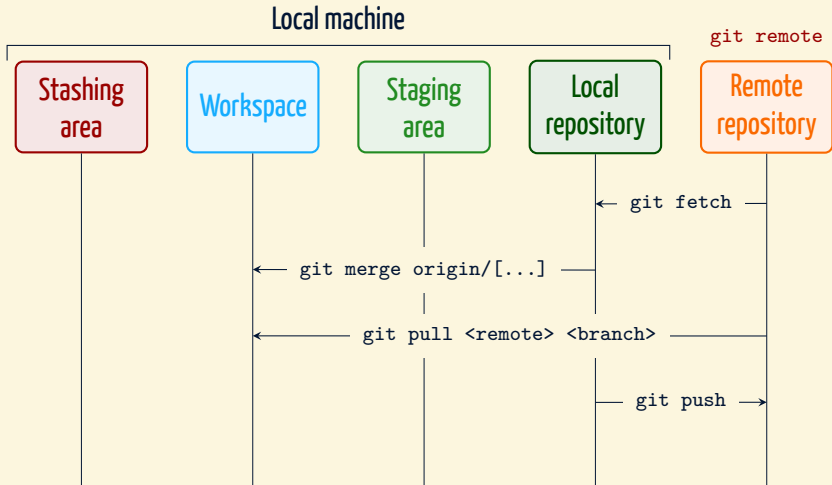 Local machine
git remote
Stashing
area
Workspace
Staging
area
Local
repository
Remote
repository
git fetch
git merge origin/[...]
git pull <remote> <branch>
git push